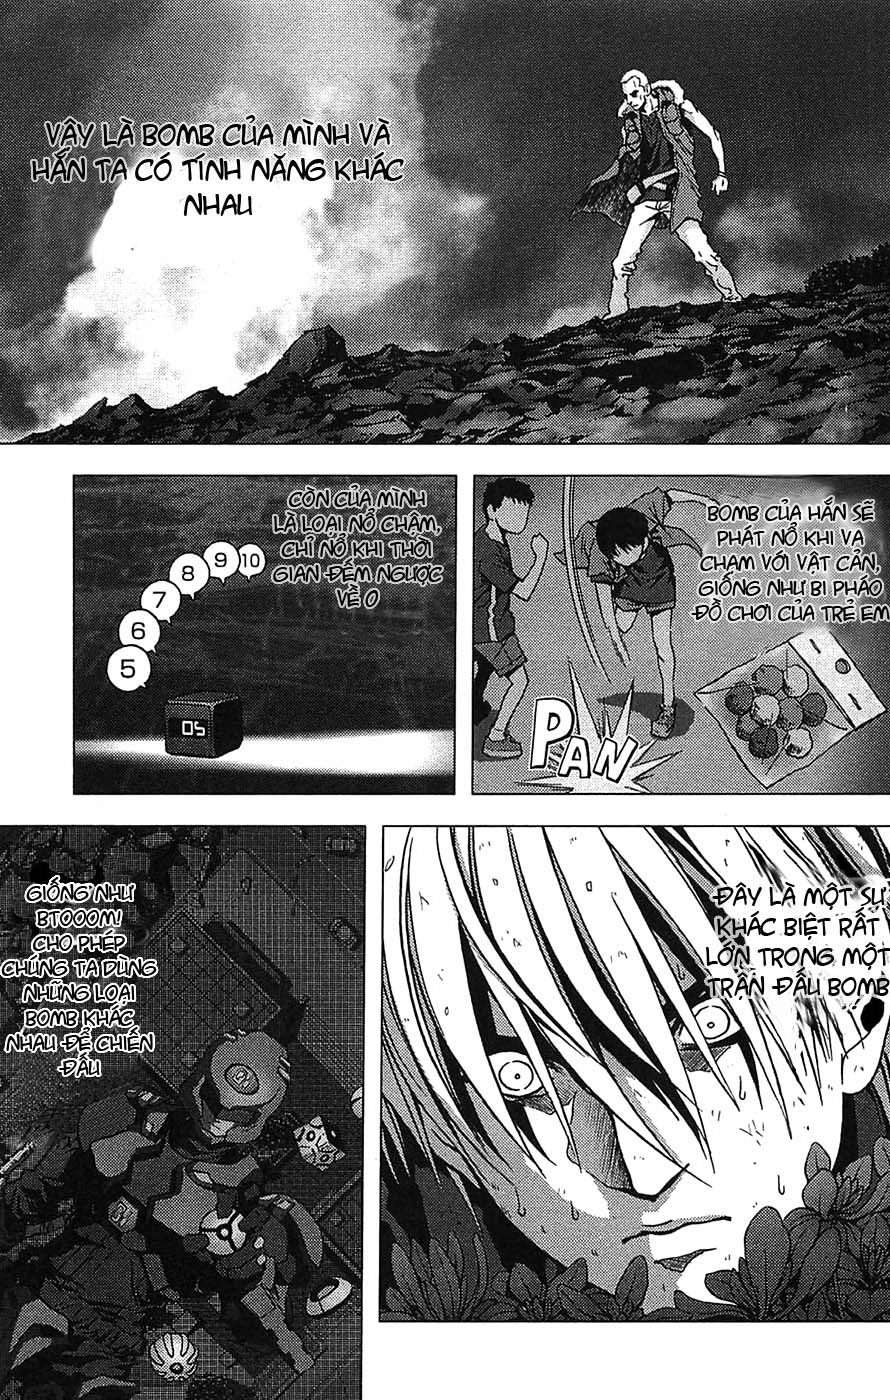 VẬY LÀ BOMB CỦA MÌNH VÀ
HẮN TA CÓ TÍNH NĂNG KHÁC
NHAU
BOMB CỦA HẮN SẼ
PHÁT NỔ KHI VA
CHẠM VỚI VẬT CẢN,
GIỐNG NHƯ BI PHÁO
ĐỒ CHƠI CỦA TRẺ EM
PAN
CÒN CỦA MÌNH
LÀ LOẠI NỔ CHẬM,
CHỈ NỔ KHI THỜI
GIAN ĐẾM NGƯỢC
VỀ 0
10
9
8
7
6
5
05
ĐÂY LÀ MỘT SỰ
KHÁC BIỆT RẤT
LỚN TRONG MỘT
TRẬN ĐẤU BOMB
GIỐNG NHƯ
BTOOOM!
CHO PHÉP
CHÚNG TA DÙNG
NHỮNG LOẠI
BOMB KHÁC
NHAU ĐỂ CHIẾN
ĐẤU